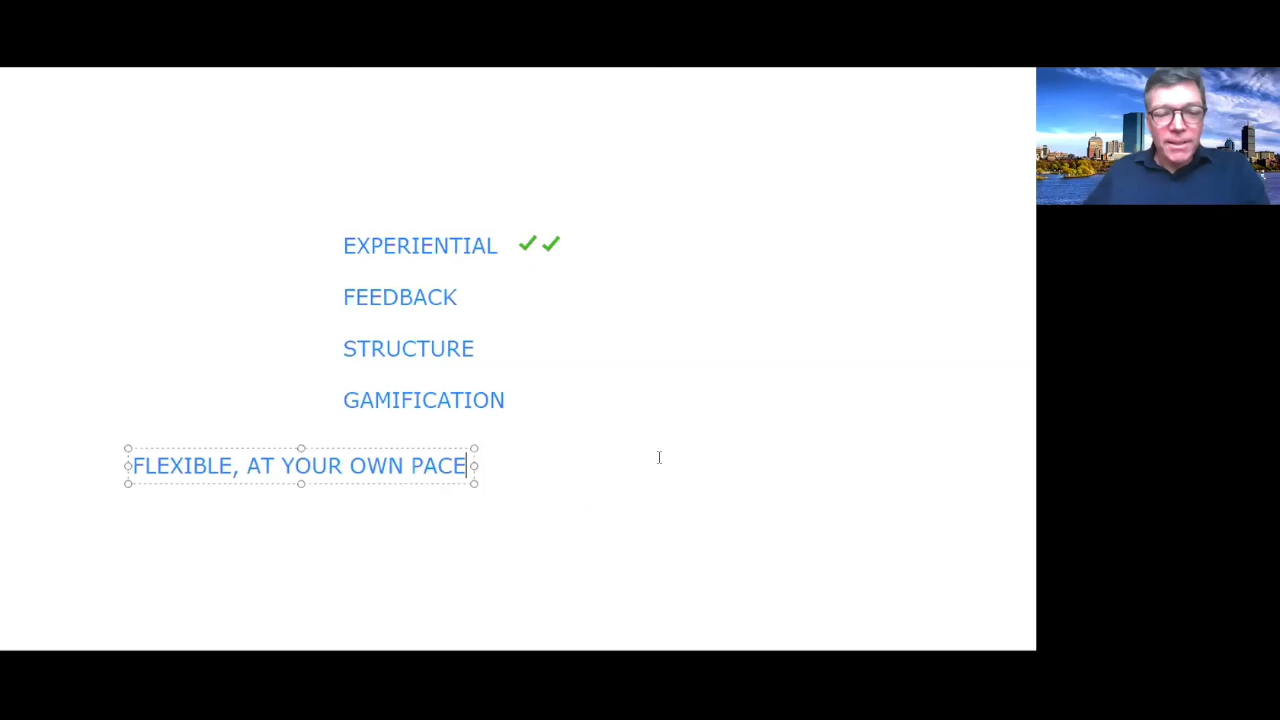 EXPERIENTIAL
FEEDBACK
STRUCTURE
GAMIFICATION
FLEXIBLE, AT YOUR OWN PACE